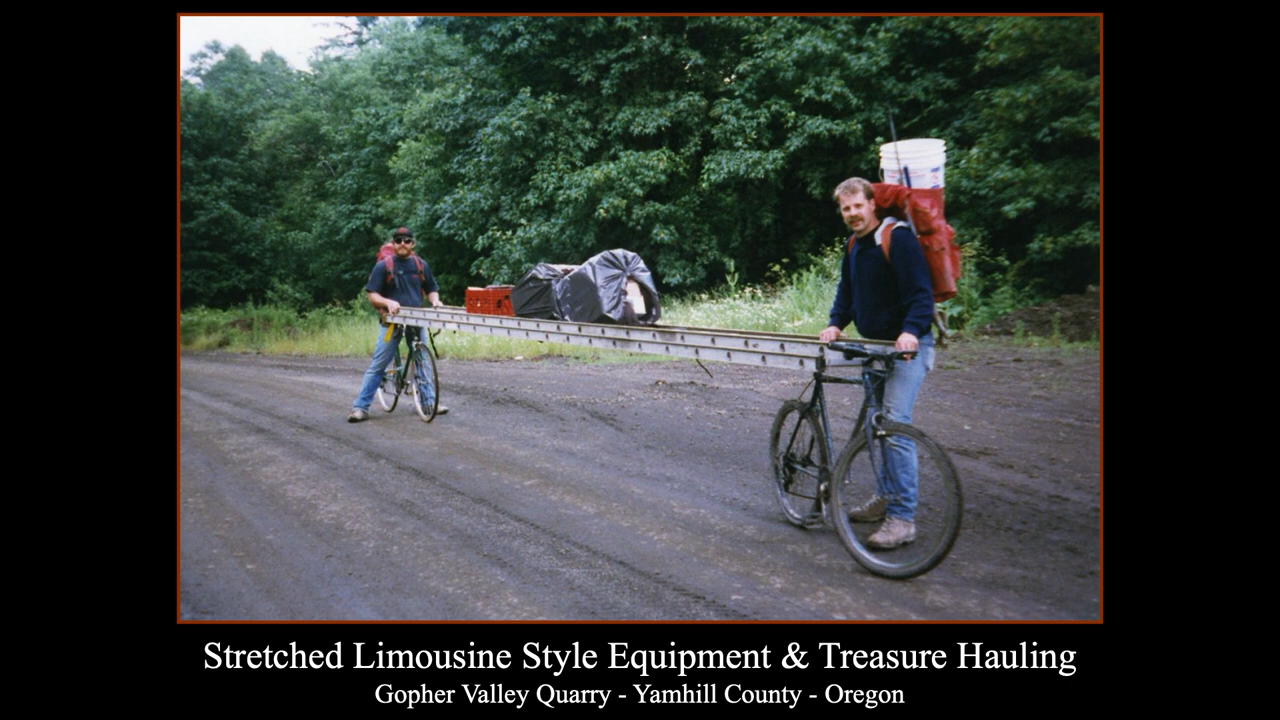 Stretched Limousine Style Equipment & Treasure Hauling
Gopher Valley Quarry - Yamhill County - Oregon